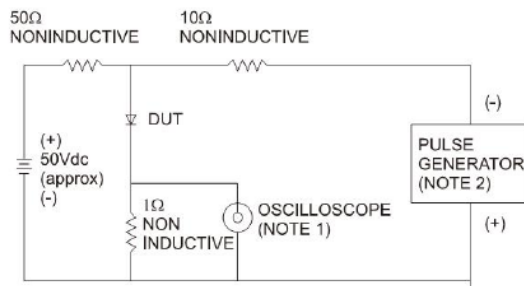 50Ω
NONINDUCTIVE
10Ω
NONINDUCTIVE
(+)
50Vdc
(approx)
(-)
DUT
1Ω
NON
INDUCTIVE
OSCILLOSCOPE
(NOTE 1)
(-)
PULSE
GENERATOR
(NOTE 2)
(+)